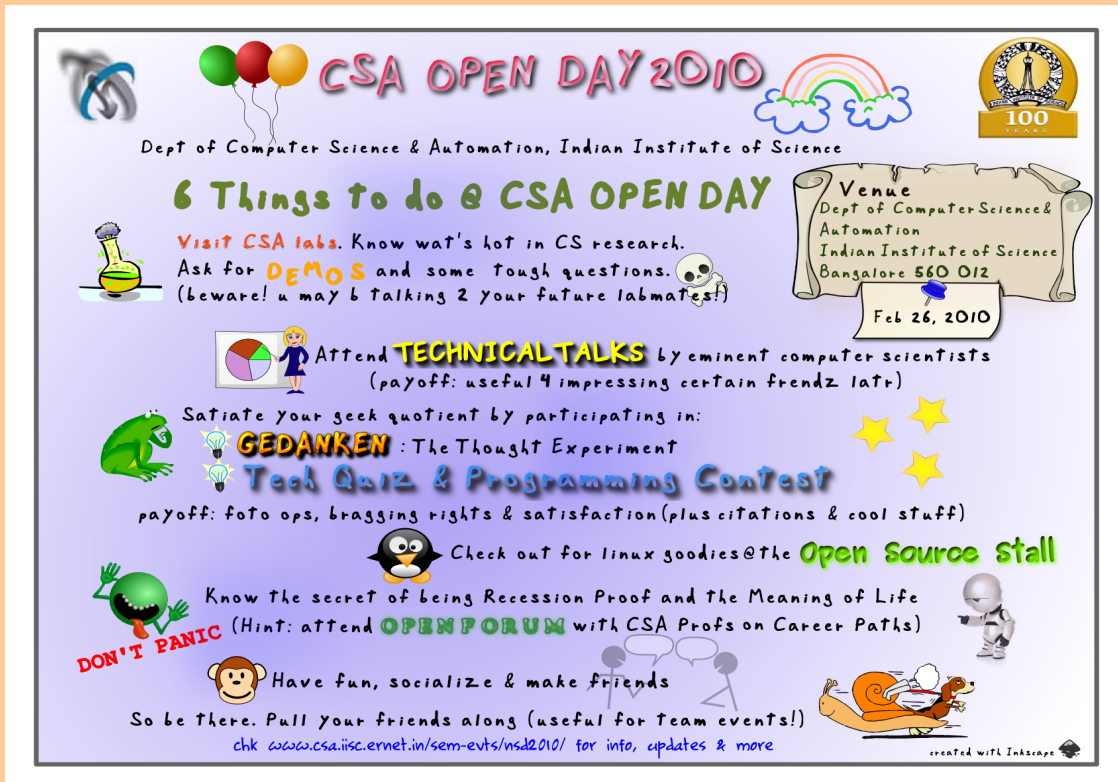 CSA OPEN DAY 2010
100
YEARS
Dept of Computer Science & Automation, Indian Institute of Science
6 Things to do @ CSA OPEN DAY
Venue
Dept of Computer Science &
Automation
Indian Institute of Science
Bangalore 560 012
Feb 26, 2010
Visit CSA labs. Know wat's hot in CS research.
Ask for DEMOS and some tough questions.
(beware! u may b talking 2 your future labmates!)
Attend TECHNICAL TALKS by eminent computer scientists
(payoff: useful 4 impressing certain frendz latr)
Satiate your geek quotient by participating in:
GEDANKEN : The Thought Experiment
Tech Quiz & Programming Contest
payoff: foto ops, bragging rights & satisfaction (plus citations & cool stuff)
Check out for linux goodies@the Open Source Stall
Know the secret of being Recession Proof and the Meaning of Life
(Hint: attend OPEN FORUM with CSA Profs on Career Paths)
DON'T PANIC
Have fun, socialize & make friends
So be there. Pull your friends along (useful for team events!)
chk www.csa.iisc.ernet.in/sem-evts/nsd2010/ for info, updates & more
created with Inkscape